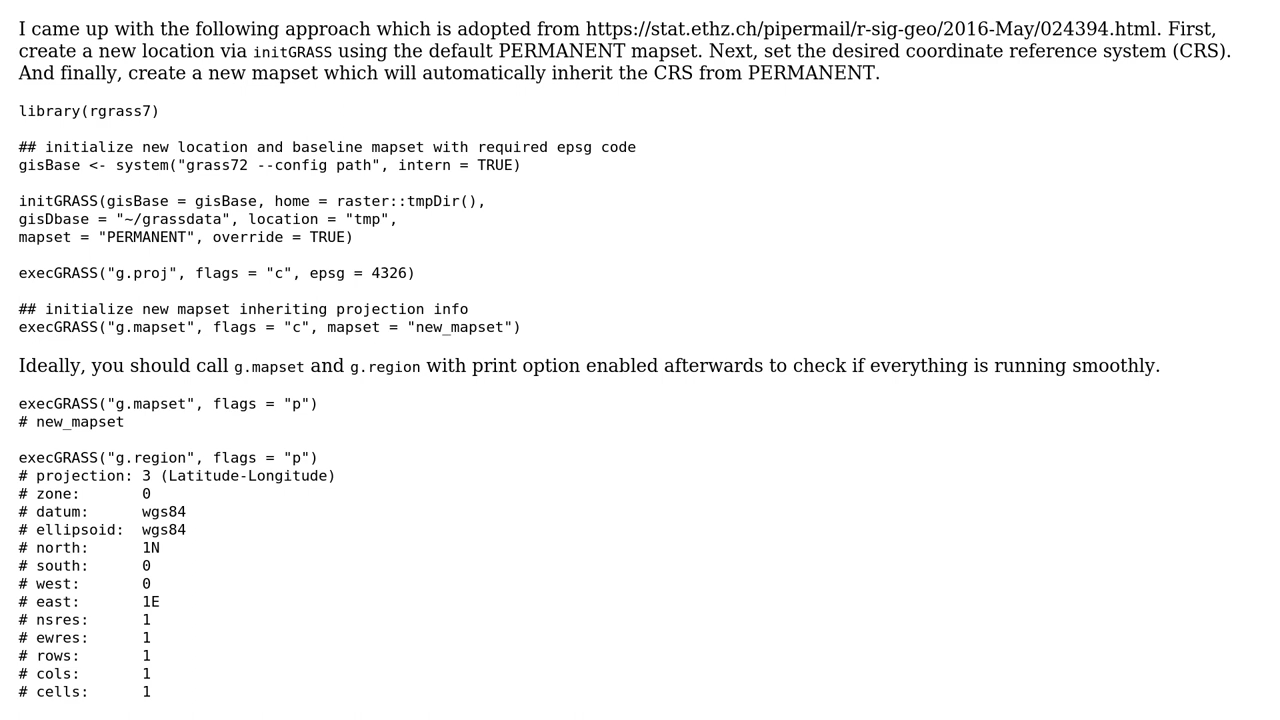 I came up with the following approach which is adopted from https://stat.ethz.ch/pipermail/r-sig-geo/2016-May/024394.html. First,
create a new location via initGRASS using the default PERMANENT mapset. Next, set the desired coordinate reference system (CRS).
And finally, create a new mapset which will automatically inherit the CRS from PERMANENT.
library(rgrass7)
## initialize new location and baseline mapset with required epsg code
gisBase <- system("grass72 --config path", intern = TRUE)
initGRASS(gisBase = gisBase, home = raster::tmpDir(),
gisDbase = "~/grassdata", location = "tmp",
mapset = "PERMANENT", override = TRUE)
execGRASS("g.proj", flags = "c", epsg = 4326)
## initialize new mapset inheriting projection info
execGRASS("g.mapset", flags = "c", mapset = "new_mapset")
Ideally, you should call g.mapset and g.region with print option enabled afterwards to check if everything is running smoothly.
execGRASS("g.mapset", flags = "p")
# new_mapset
execGRASS("g.region", flags = "p")
# projection: 3 (Latitude-Longitude)
# zone:       0
# datum:      wgs84
# ellipsoid:  wgs84
# north:      1N
# south:      0
# west:       0
# east:       1E
# nsres:      1
# ewres:      1
# rows:       1
# cols:       1
# cells:      1